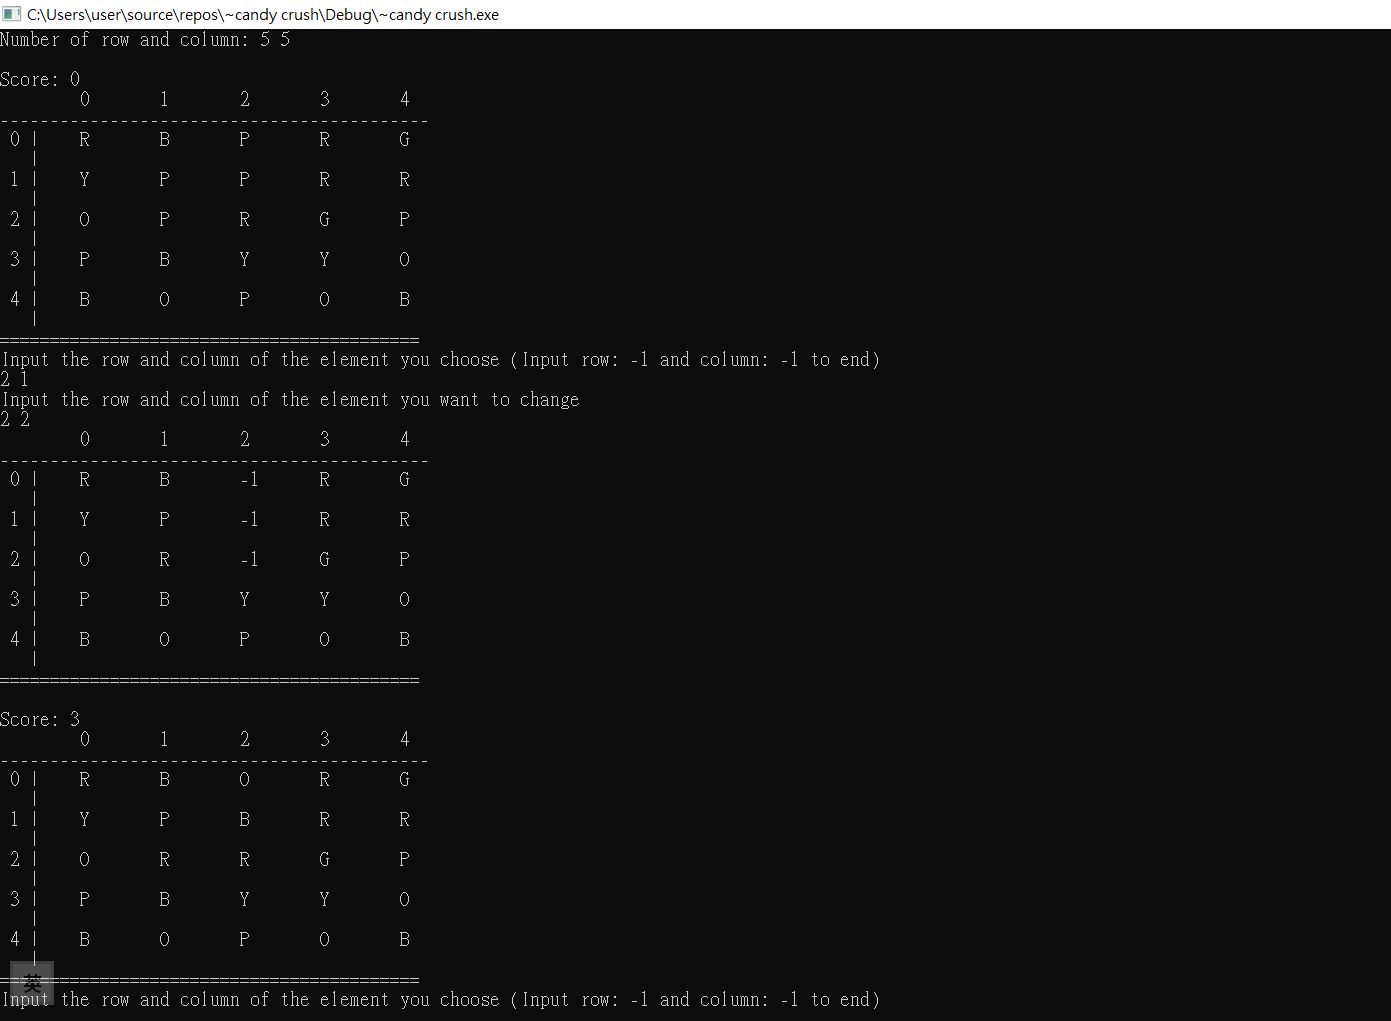 C:\Users\user\source\repos\~candy crush\Debug\~candy crush.exe
Number of row and column: 5 5
Score: 0
0 1 2 3 4
-------------------------------------------
0 | R B P R G
|
1 | Y P P R R
|
2 | O P R G P
|
3 | P B Y Y O
|
4 | B O P O B
|
==========================================
Input the row and column of the element you choose (Input row: -1 and column: -1 to end)
2 1
Input the row and column of the element you want to change
2 2
0 1 2 3 4
-------------------------------------------
0 | R B -1 R G
|
1 | Y P -1 R R
|
2 | O R -1 G P
|
3 | P B Y Y O
|
4 | B O P O B
|
==========================================
Score: 3
0 1 2 3 4
-------------------------------------------
0 | R B O R G
|
1 | Y P B R R
|
2 | O R R G P
|
3 | P B Y Y O
|
4 | B O P O B
|
==========================================
英
Input the row and column of the element you choose (Input row: -1 and column: -1 to end)